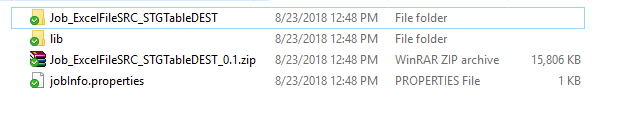 Job_ExcelFileSRC_STGTableDEST 8/23/2018 12:48 PM File folder
lib 8/23/2018 12:48 PM File folder
Job_ExcelFileSRC_STGTableDEST_0.1.zip 8/23/2018 12:48 PM WinRAR ZIP archive 15,806 KB
jobInfo.properties 8/23/2018 12:48 PM PROPERTIES File 1 KB